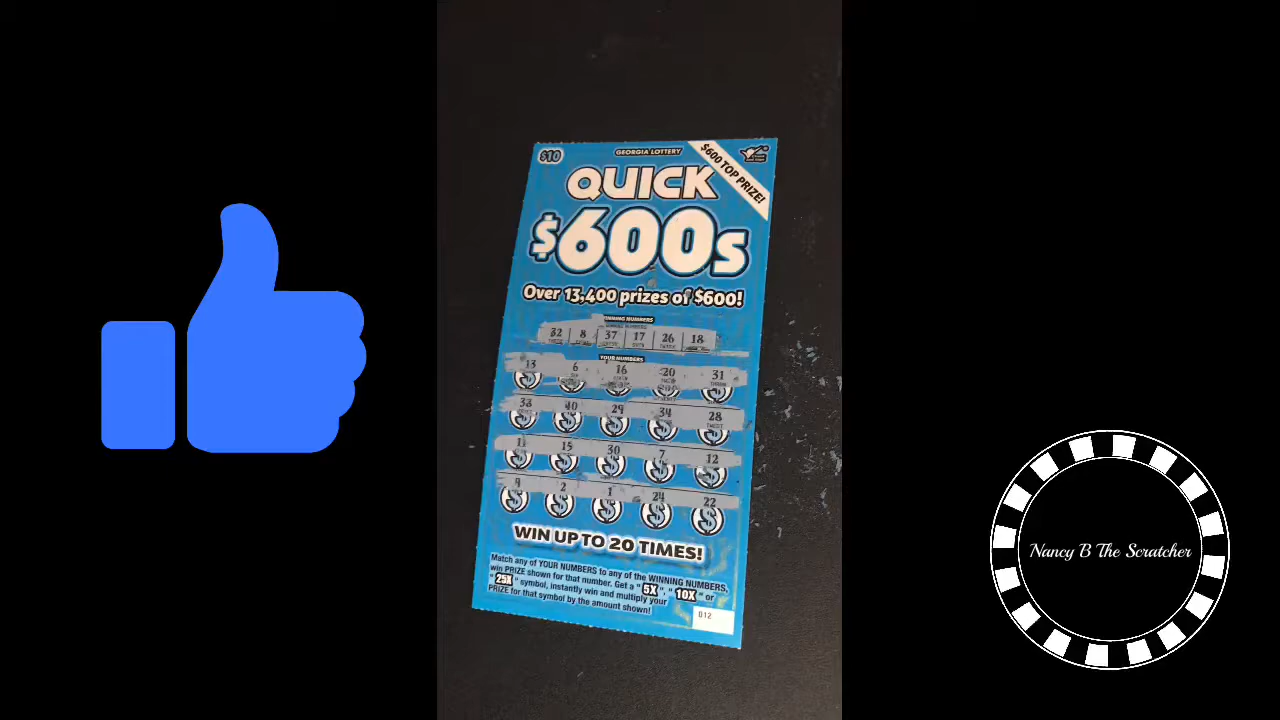 $10
GEORGIA LOTTERY
$600 TOP PRIZE!
QUICK
$600s
Over 13,400 prizes of $600!
WINNING NUMBERS
32 8 37 17 26 18
YOUR NUMBERS
13 6 16 20 31
40 29 34 28
11 15 30 7 12
9 2 1 24 22
WIN UP TO 20 TIMES!
Match any of YOUR NUMBERS to any of the WINNING NUMBERS,
win PRIZE shown for that number. Get a "5X", "10X" or
"25X" symbol, instantly win and multiply your
PRIZE for that symbol by the amount shown!
012
Nancy B The Scratcher